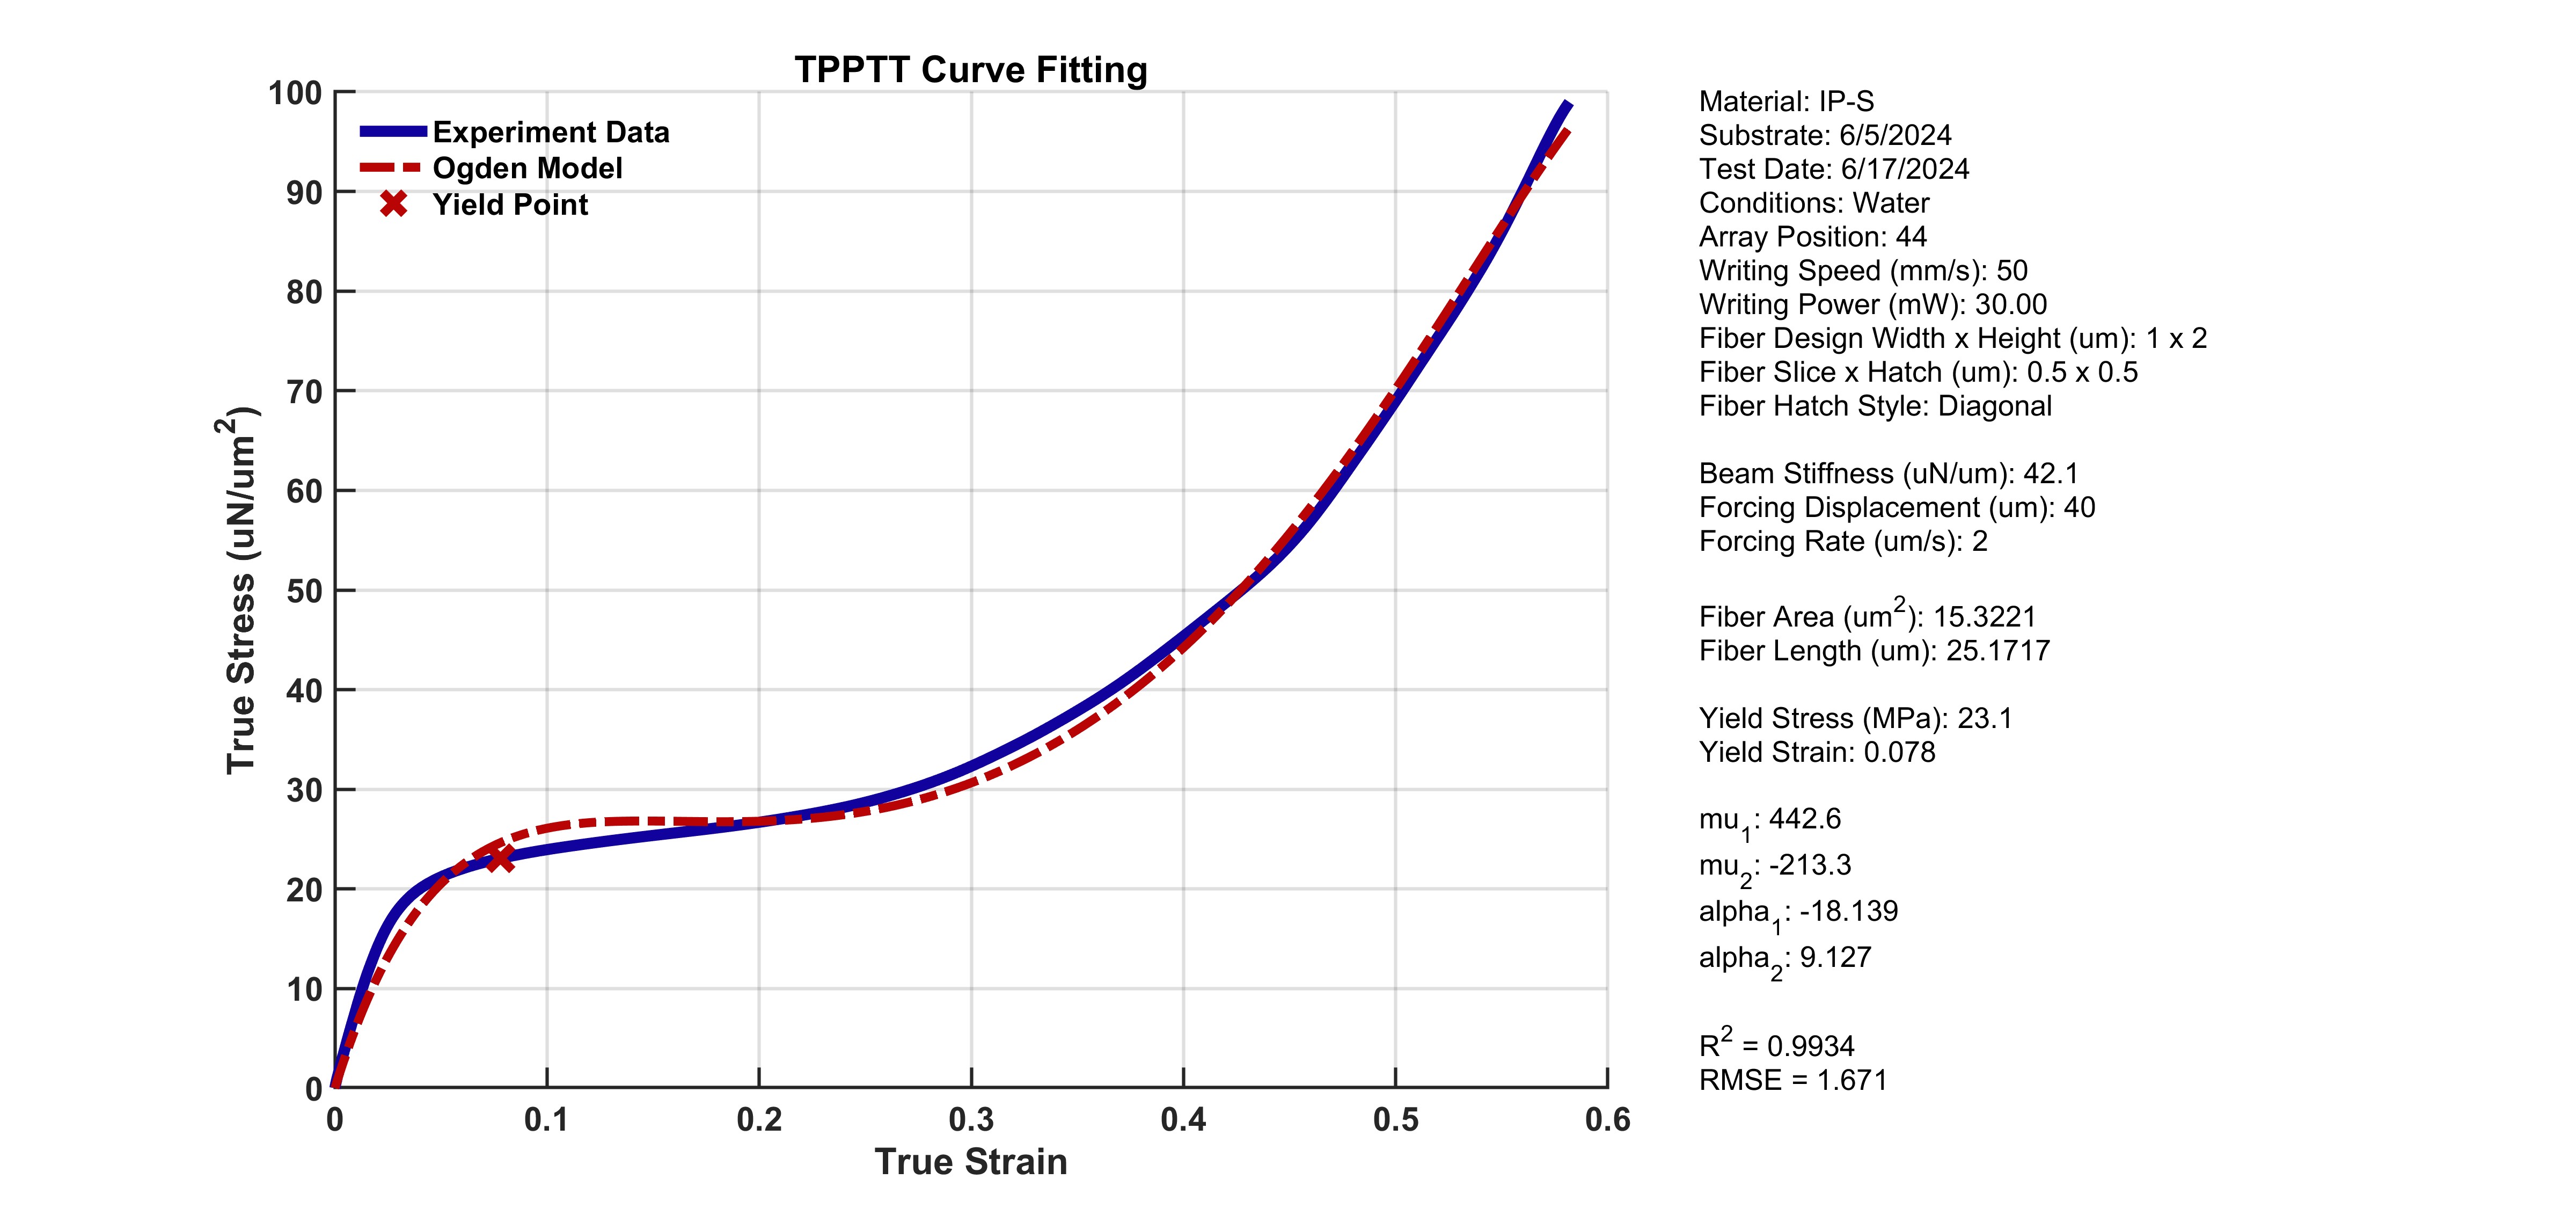 TPPTT Curve Fitting
Experiment Data
Ogden Model
Yield Point
100
90
80
70
60
50
40
30
20
10
0
True Stress (uN/um²)
0 0.1 0.2 0.3 0.4 0.5 0.6
True Strain
Material: IP-S
Substrate: 6/5/2024
Test Date: 6/17/2024
Conditions: Water
Array Position: 44
Writing Speed (mm/s): 50
Writing Power (mW): 30.00
Fiber Design Width x Height (um): 1 x 2
Fiber Slice x Hatch (um): 0.5 x 0.5
Fiber Hatch Style: Diagonal
Beam Stiffness (uN/um): 42.1
Forcing Displacement (um): 40
Forcing Rate (um/s): 2
Fiber Area (um²): 15.3221
Fiber Length (um): 25.1717
Yield Stress (MPa): 23.1
Yield Strain: 0.078
mu₁: 442.6
mu₂: -213.3
alpha₁: -18.139
alpha₂: 9.127
R² = 0.9934
RMSE = 1.671